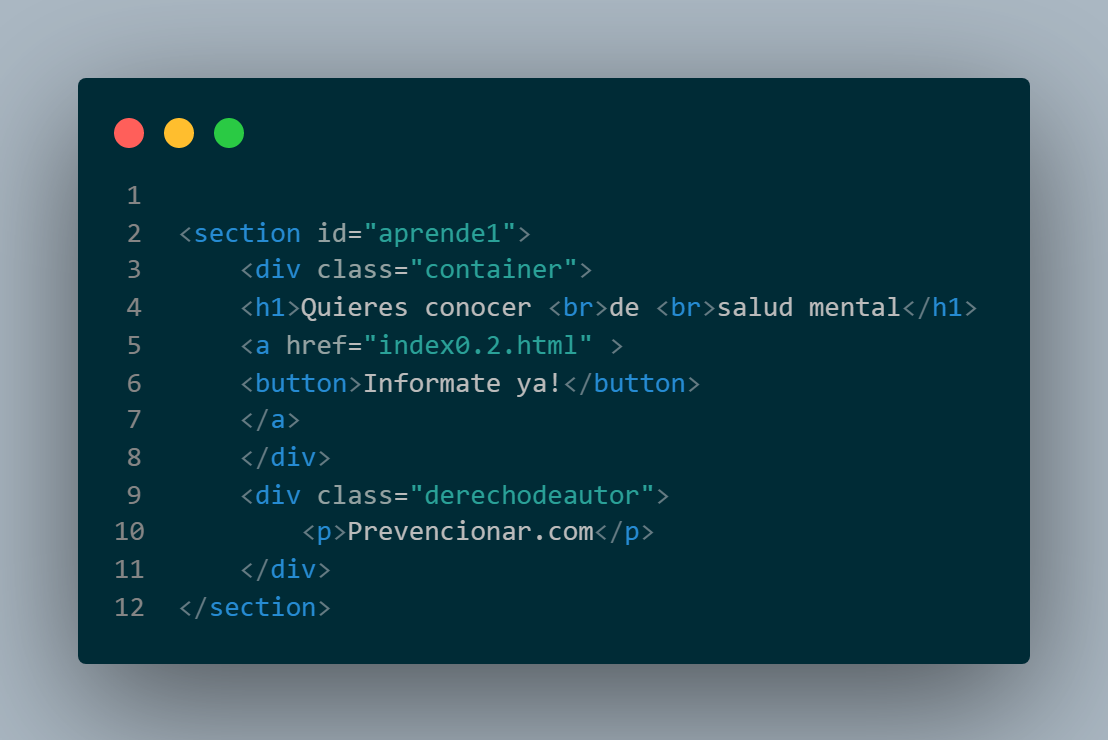 1
2 <section id="aprende1">
3     <div class="container">
4     <h1>Quieres conocer <br>de <br>salud mental</h1>
5     <a href="index0.2.html" >
6     <button>Informate ya!</button>
7     </a>
8     </div>
9     <div class="derechodeautor">
10         <p>Prevencionar.com</p>
11     </div>
12 </section>